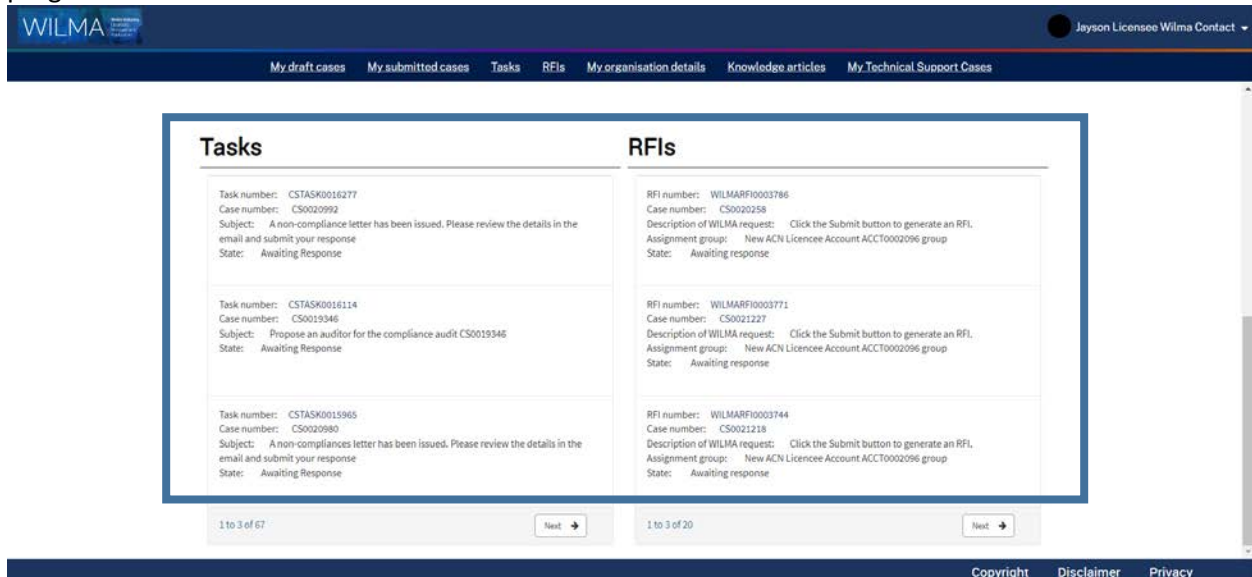 WILMA
Jayson Licensee Wilma Contact
My draft cases My submitted cases Tasks RFIs My organisation details Knowledge articles My Technical Support Cases
Tasks
Task number: CSTASK0016277
Case number: CS0020992
Subject: A non-compliance letter has been issued. Please review the details in the
email and submit your response
State: Awaiting Response
Task number: CSTASK0016114
Case number: CS0019346
Subject: Propose an auditor for the compliance audit CS0019346
State: Awaiting Response
Task number: CSTASK0015965
Case number: CS0020980
Subject: A non-compliances letter has been issued. Please review the details in the
email and submit your response
State: Awaiting Response
1 to 3 of 67 Next
RFIs
RFI number: WILMARFI0003786
Case number: CS0020258
Description of WILMA request: Click the Submit button to generate an RFI.
Assignment group: New ACN Licencee Account ACCT0002096 group
State: Awaiting response
RFI number: WILMARFI0003771
Case number: CS0021227
Description of WILMA request: Click the Submit button to generate an RFI.
Assignment group: New ACN Licencee Account ACCT0002096 group
State: Awaiting response
RFI number: WILMARFI0003744
Case number: CS0021218
Description of WILMA request: Click the Submit button to generate an RFI.
Assignment group: New ACN Licencee Account ACCT0002096 group
State: Awaiting response
1 to 3 of 20 Next
Copyright Disclaimer Privacy